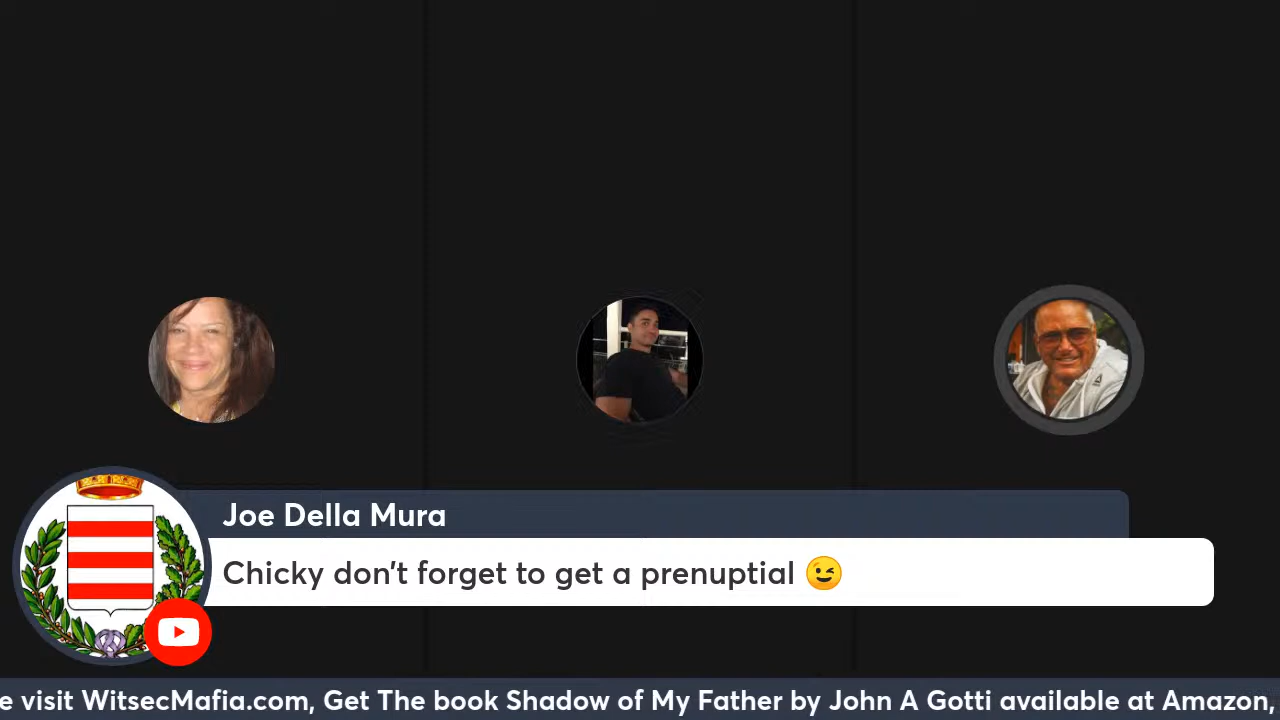 Joe Della Mura
Chicky don't forget to get a prenuptial 😉
e visit WitsecMafia.com, Get The book Shadow of My Father by John A Gotti available at Amazon,